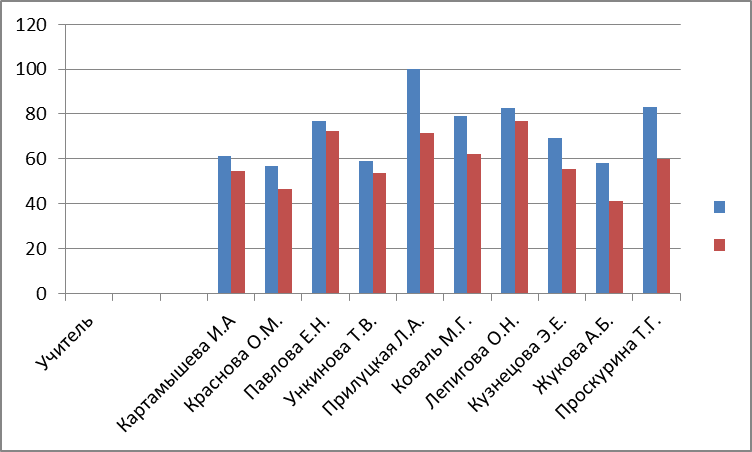 120
100
80
60
40
20
0
Учитель
Картамышева И.А
Краснова О.М.
Павлова Е.Н.
Ункинова Т.В.
Прилуцкая Л.А.
Коваль М.Г.
Лепигова О.Н.
Кузнецова Э.Е.
Жукова А.Б.
Проскурина Т.Г.